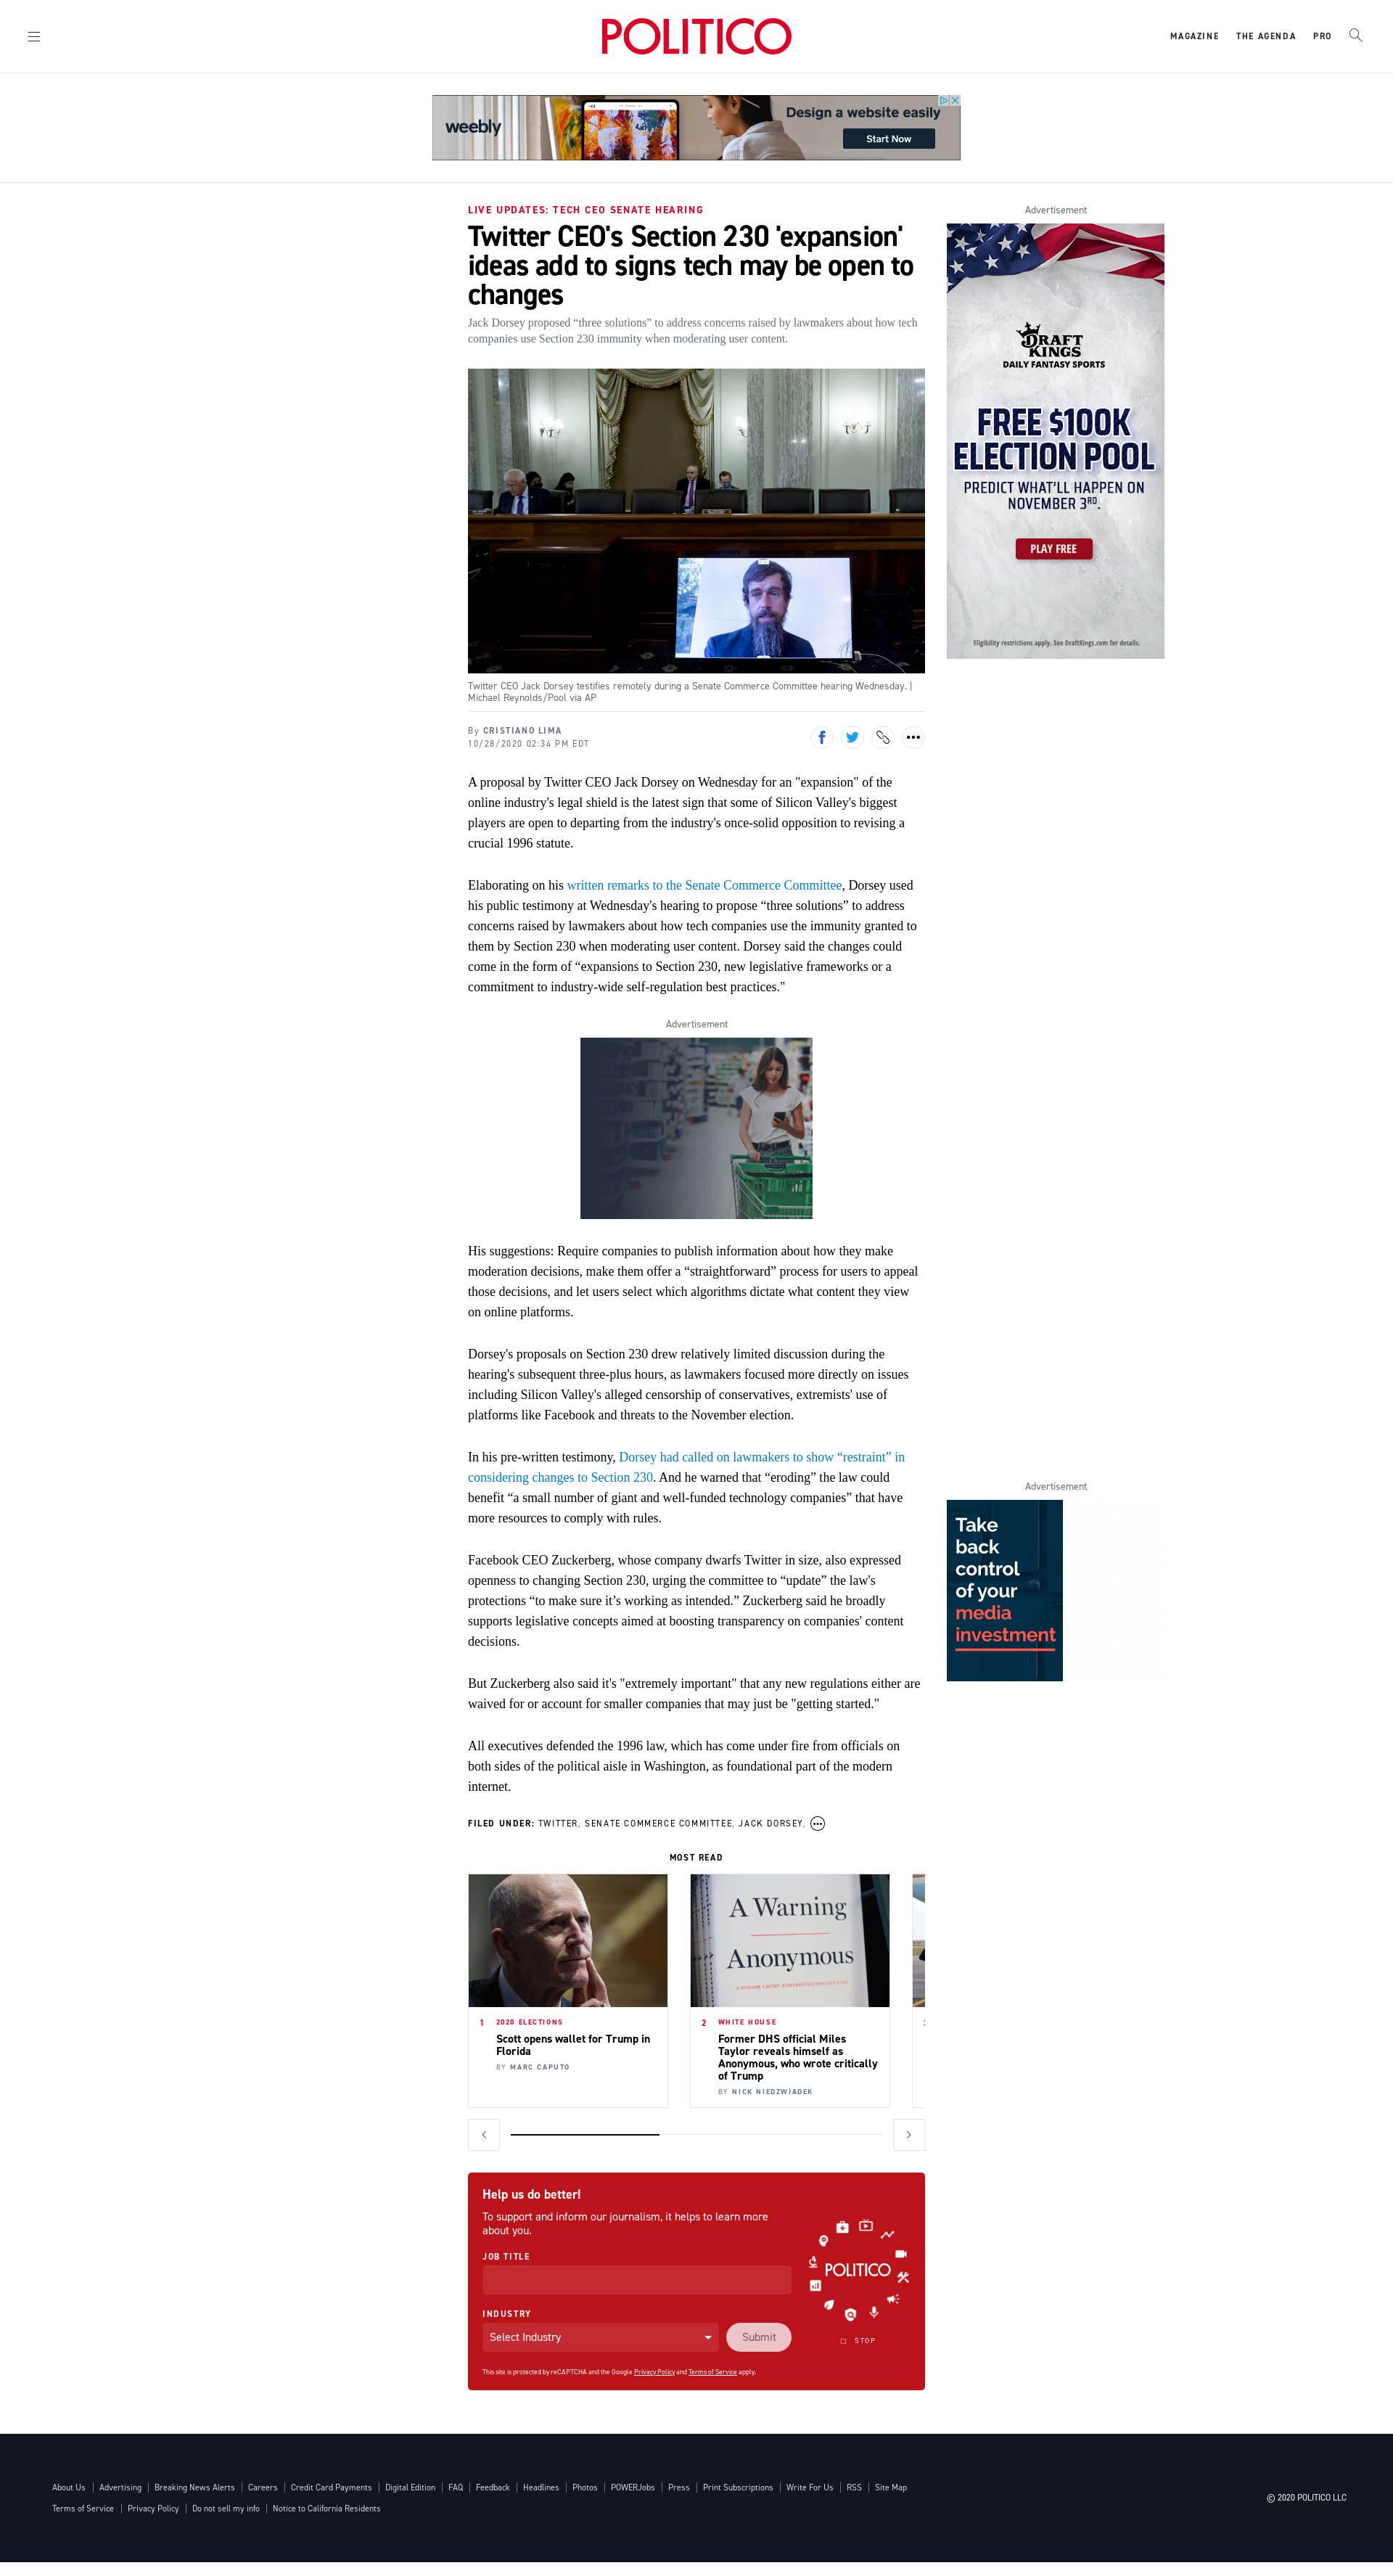 POLITICO
MAGAZINE THE AGENDA PRO
weebly
Design a website easily
Start Now
LIVE UPDATES: TECH CEO SENATE HEARING
Twitter CEO's Section 230 'expansion'
ideas add to signs tech may be open to
changes
Jack Dorsey proposed “three solutions” to address concerns raised by lawmakers about how tech
companies use Section 230 immunity when moderating user content.
Twitter CEO Jack Dorsey testifies remotely during a Senate Commerce Committee hearing Wednesday. |
Michael Reynolds/Pool via AP
By CRISTIANO LIMA
10/28/2020 02:34 PM EDT
A proposal by Twitter CEO Jack Dorsey on Wednesday for an "expansion" of the
online industry's legal shield is the latest sign that some of Silicon Valley's biggest
players are open to departing from the industry's once-solid opposition to revising a
crucial 1996 statute.
Elaborating on his written remarks to the Senate Commerce Committee, Dorsey used
his public testimony at Wednesday's hearing to propose “three solutions” to address
concerns raised by lawmakers about how tech companies use the immunity granted to
them by Section 230 when moderating user content. Dorsey said the changes could
come in the form of “expansions to Section 230, new legislative frameworks or a
commitment to industry-wide self-regulation best practices."
Advertisement
His suggestions: Require companies to publish information about how they make
moderation decisions, make them offer a “straightforward” process for users to appeal
those decisions, and let users select which algorithms dictate what content they view
on online platforms.
Dorsey's proposals on Section 230 drew relatively limited discussion during the
hearing's subsequent three-plus hours, as lawmakers focused more directly on issues
including Silicon Valley's alleged censorship of conservatives, extremists' use of
platforms like Facebook and threats to the November election.
In his pre-written testimony, Dorsey had called on lawmakers to show “restraint” in
considering changes to Section 230. And he warned that “eroding” the law could
benefit “a small number of giant and well-funded technology companies” that have
more resources to comply with rules.
Facebook CEO Zuckerberg, whose company dwarfs Twitter in size, also expressed
openness to changing Section 230, urging the committee to “update” the law's
protections “to make sure it’s working as intended.” Zuckerberg said he broadly
supports legislative concepts aimed at boosting transparency on companies' content
decisions.
But Zuckerberg also said it's "extremely important" that any new regulations either are
waived for or account for smaller companies that may just be "getting started."
All executives defended the 1996 law, which has come under fire from officials on
both sides of the political aisle in Washington, as foundational part of the modern
internet.
FILED UNDER: TWITTER, SENATE COMMERCE COMMITTEE, JACK DORSEY,
Advertisement
DRAFT
KINGS
DAILY FANTASY SPORTS
FREE $100K
ELECTION POOL
PREDICT WHAT'LL HAPPEN ON
NOVEMBER 3RD.
PLAY FREE
Eligibility restrictions apply. See DraftKings.com for details.
Advertisement
Take
back
control
of your
media
investment
MOST READ
A Warning
Anonymous
A SENIOR TRUMP ADMINISTRATION OFFICIAL
1 2020 ELECTIONS
Scott opens wallet for Trump in
Florida
BY MARC CAPUTO
2 WHITE HOUSE
Former DHS official Miles
Taylor reveals himself as
Anonymous, who wrote critically
of Trump
BY NICK NIEDZWIADEK
Help us do better!
To support and inform our journalism, it helps to learn more
about you.
JOB TITLE
INDUSTRY
Select Industry
Submit
This site is protected by reCAPTCHA and the Google Privacy Policy and Terms of Service apply.
POLITICO
STOP
About Us Advertising Breaking News Alerts Careers Credit Card Payments Digital Edition FAQ Feedback Headlines Photos POWERJobs Press Print Subscriptions Write For Us RSS Site Map
Terms of Service Privacy Policy Do not sell my info Notice to California Residents
© 2020 POLITICO LLC